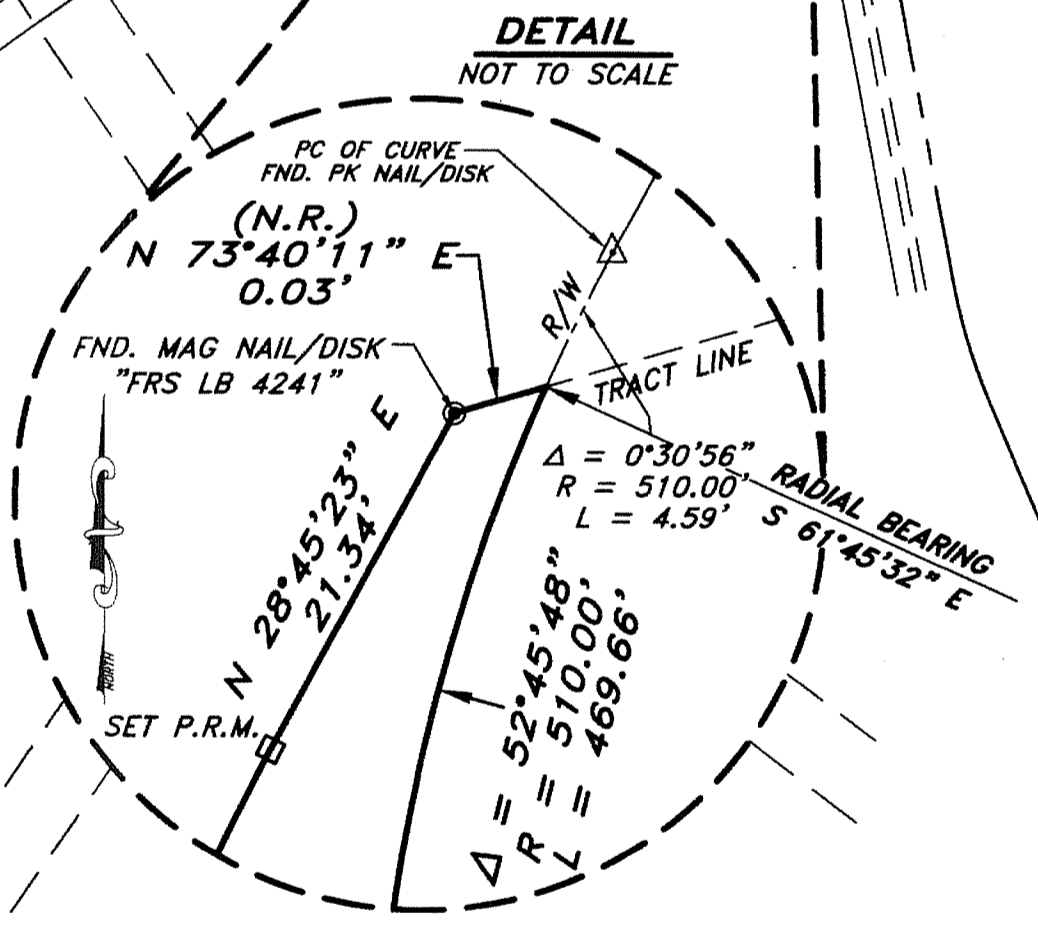 DETAIL
NOT TO SCALE
PC OF CURVE
FND. PK NAIL/DISK
(N.R.)
N 73°40'11" E
0.03'
R/W
FND. MAG NAIL/DISK
"FRS LB 4241"
TRACT LINE
Δ = 0°30'56"
R = 510.00'
L = 4.59'
RADIAL BEARING
S 61°45'32" E
N 28°45'23" E
21.34'
NORTH
SET P.R.M.
Δ = 52°45'48"
R = 510.00'
L = 469.66'